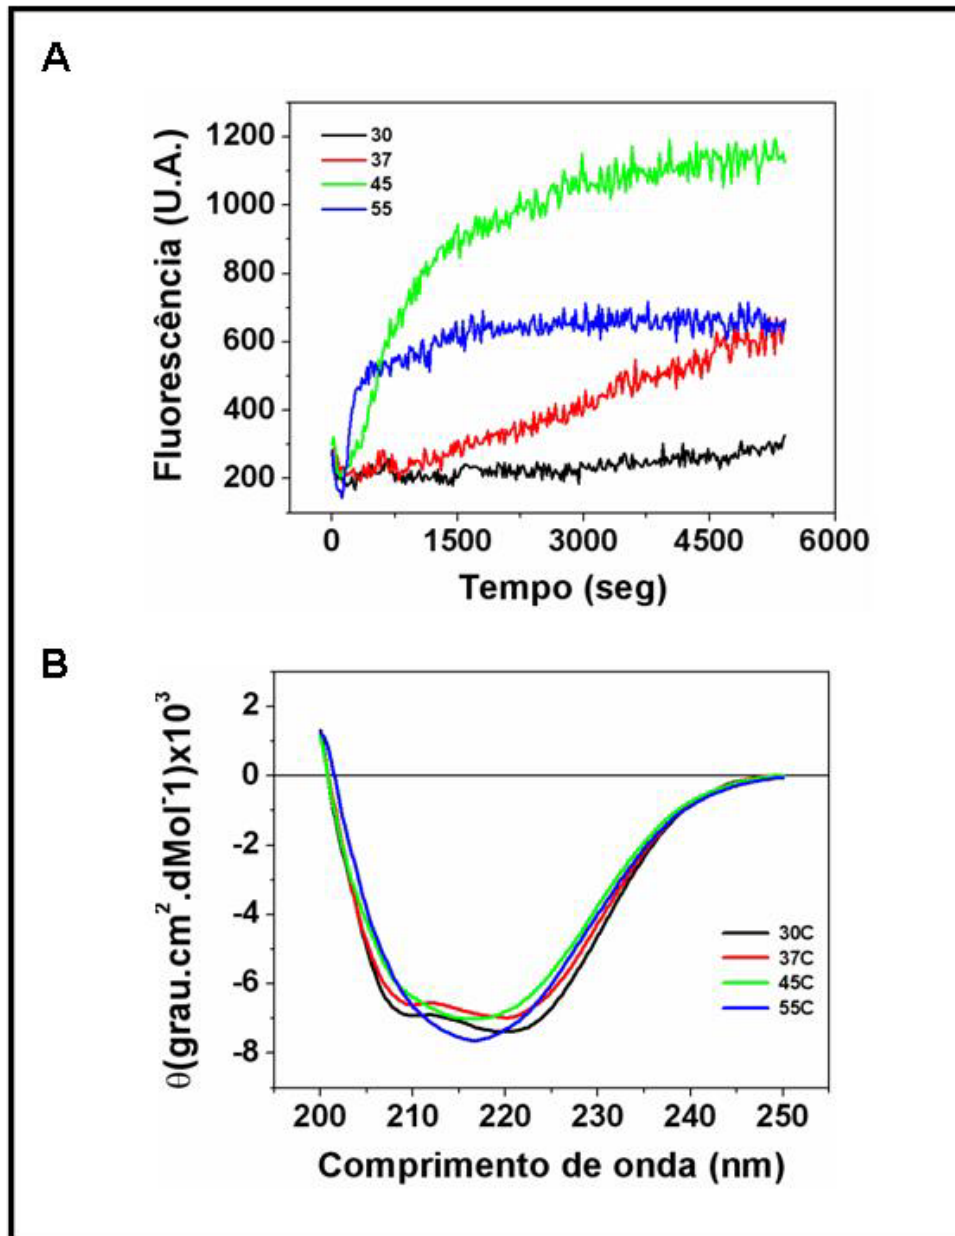 A
Fluorescência (U.A.)
1200
1000
800
600
400
200
30
37
45
55
0 1500 3000 4500 6000
Tempo (seg)
B
θ(grau.cm².dMol⁻1)x10³
2
0
-2
-4
-6
-8
30C
37C
45C
55C
200 210 220 230 240 250
Comprimento de onda (nm)